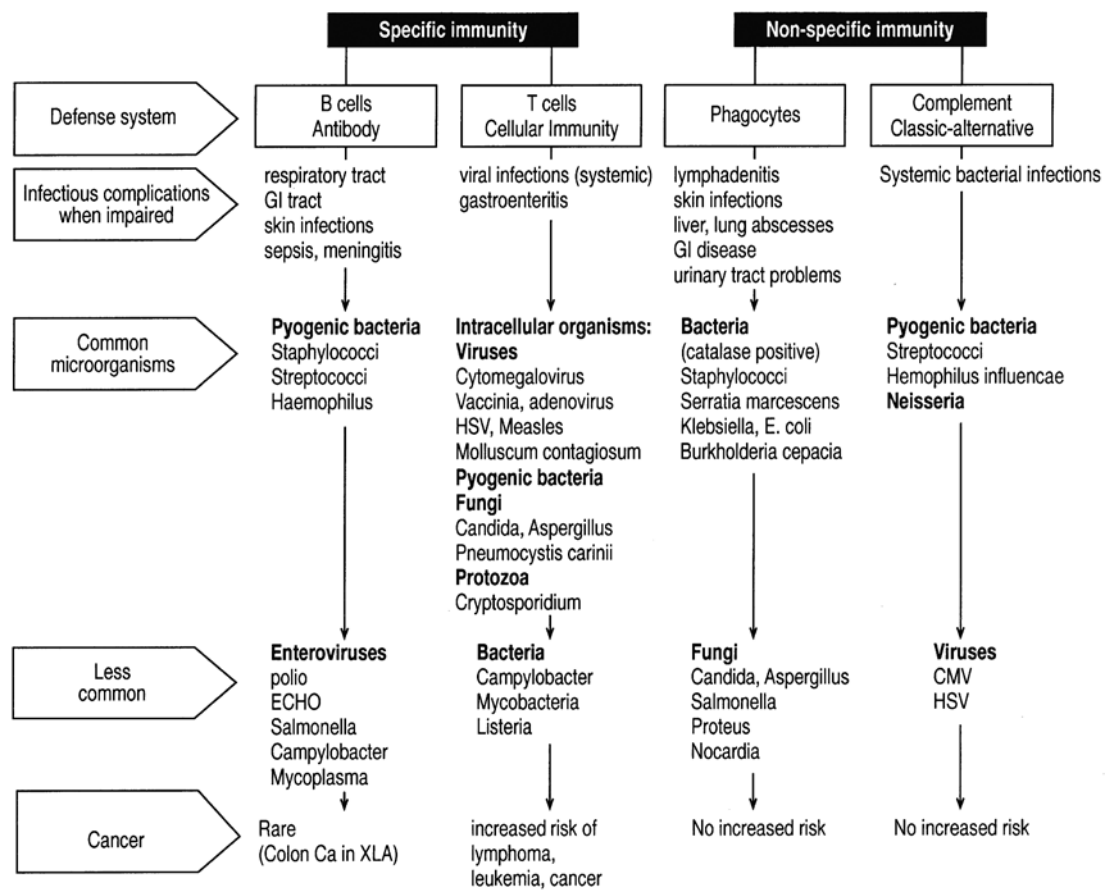 Specific immunity
Non-specific immunity
Defense system
B cells
Antibody
T cells
Cellular Immunity
Phagocytes
Complement
Classic-alternative
Infectious complications
when impaired
respiratory tract
GI tract
skin infections
sepsis, meningitis
viral infections (systemic)
gastroenteritis
lymphadenitis
skin infections
liver, lung abscesses
GI disease
urinary tract problems
Systemic bacterial infections
Common
microorganisms
Pyogenic bacteria
Staphylococci
Streptococci
Haemophilus
Intracellular organisms:
Viruses
Cytomegalovirus
Vaccinia, adenovirus
HSV, Measles
Molluscum contagiosum
Pyogenic bacteria
Fungi
Candida, Aspergillus
Pneumocystis carinii
Protozoa
Cryptosporidium
Bacteria
(catalase positive)
Staphylococci
Serratia marcescens
Klebsiella, E. coli
Burkholderia cepacia
Pyogenic bacteria
Streptococci
Hemophilus influencae
Neisseria
Less
common
Enteroviruses
polio
ECHO
Salmonella
Campylobacter
Mycoplasma
Bacteria
Campylobacter
Mycobacteria
Listeria
Fungi
Candida, Aspergillus
Salmonella
Proteus
Nocardia
Viruses
CMV
HSV
Cancer
Rare
(Colon Ca in XLA)
increased risk of
lymphoma,
leukemia, cancer
No increased risk
No increased risk